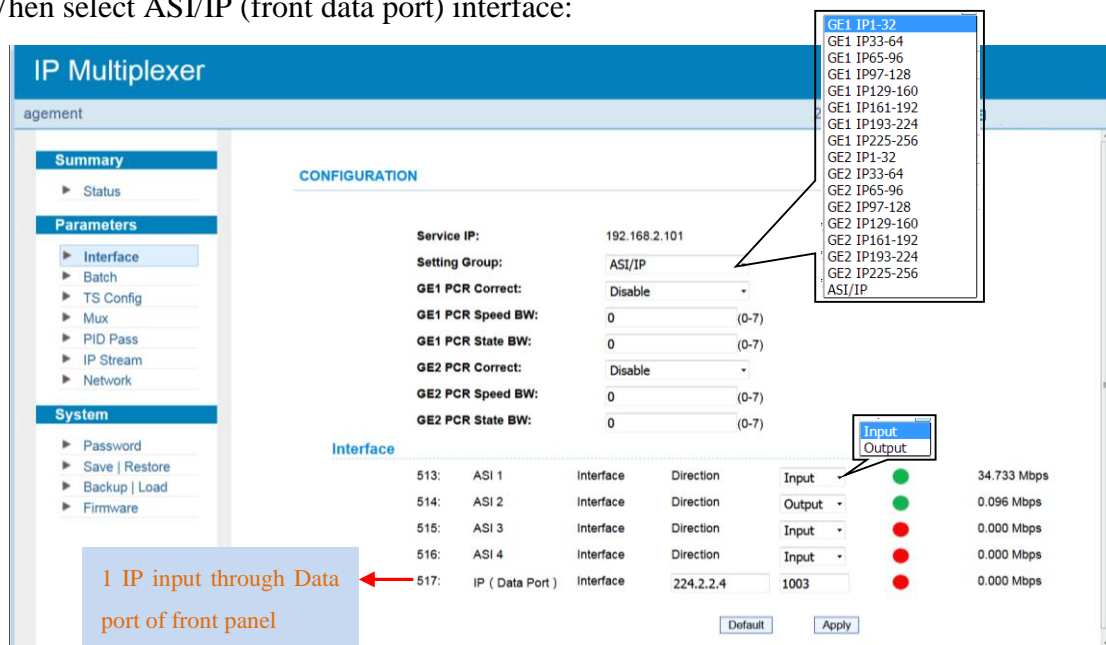 hen select ASI/IP (front data port) interface:
GE1 IP1-32
GE1 IP33-64
GE1 IP65-96
GE1 IP97-128
GE1 IP129-160
GE1 IP161-192
GE1 IP193-224
GE1 IP225-256
GE2 IP1-32
GE2 IP33-64
GE2 IP65-96
GE2 IP97-128
GE2 IP129-160
GE2 IP161-192
GE2 IP193-224
GE2 IP225-256
ASI/IP
IP Multiplexer
agement
Summary
Status
Parameters
Interface
Batch
TS Config
Mux
PID Pass
IP Stream
Network
System
Password
Save | Restore
Backup | Load
Firmware
CONFIGURATION
Service IP: 192.168.2.101
Setting Group: ASI/IP
GE1 PCR Correct: Disable
GE1 PCR Speed BW: 0 (0-7)
GE1 PCR State BW: 0 (0-7)
GE2 PCR Correct: Disable
GE2 PCR Speed BW: 0 (0-7)
GE2 PCR State BW: 0 (0-7)
Input
Output
Interface
513: ASI 1 Interface Direction Input 34.733 Mbps
514: ASI 2 Interface Direction Output 0.096 Mbps
515: ASI 3 Interface Direction Input 0.000 Mbps
516: ASI 4 Interface Direction Input 0.000 Mbps
517: IP ( Data Port ) Interface 224.2.2.4 1003 0.000 Mbps
1 IP input through Data
port of front panel
Default Apply